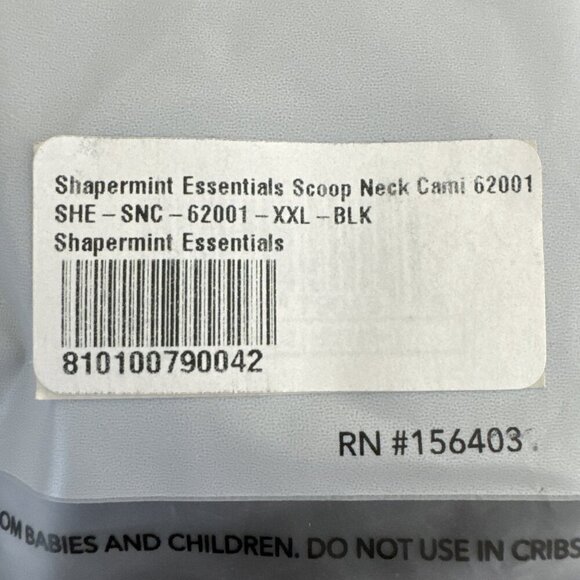 Shapermint Essentials Scoop Neck Cami 62001
SHE-SNC-62001-XXL-BLK
Shapermint Essentials
810100790042
RN #156403
OM BABIES AND CHILDREN. DO NOT USE IN CRIBS